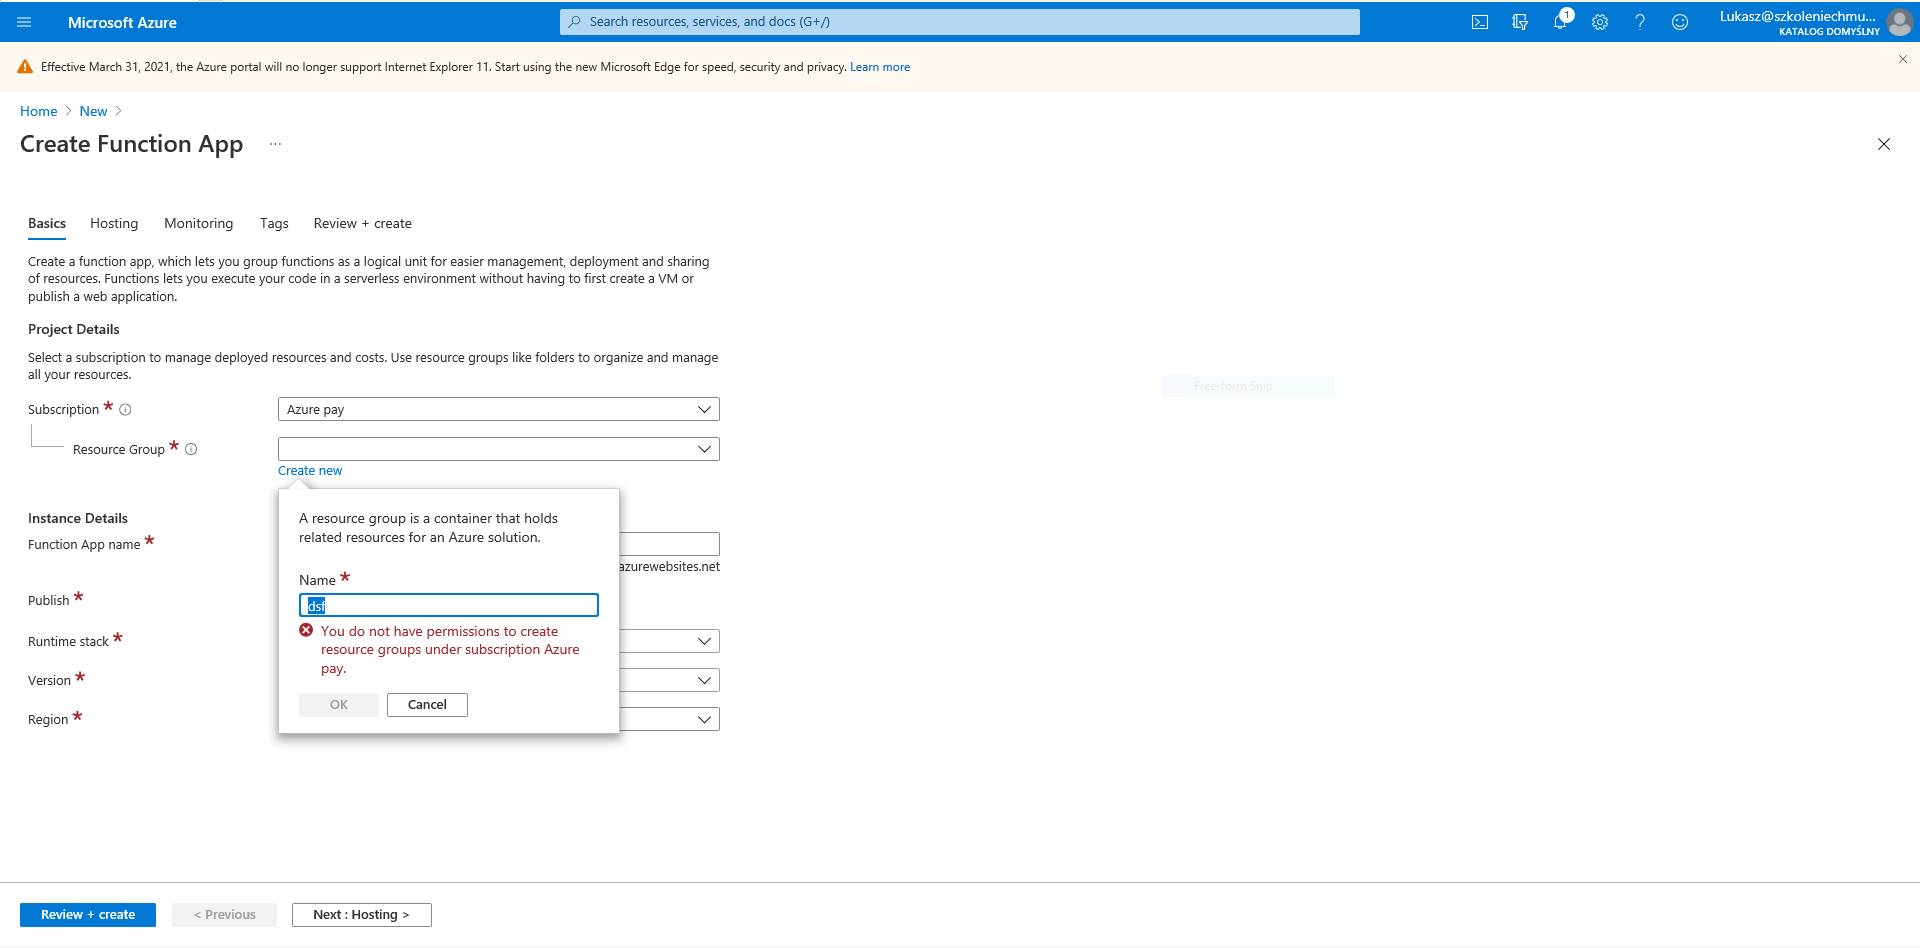 Microsoft Azure
Search resources, services, and docs (G+/)
1
Lukasz@szkoleniechmu...
KATALOG DOMYŚLNY
Effective March 31, 2021, the Azure portal will no longer support Internet Explorer 11. Start using the new Microsoft Edge for speed, security and privacy. Learn more
Home > New >
Create Function App ...
Basics Hosting Monitoring Tags Review + create
Create a function app, which lets you group functions as a logical unit for easier management, deployment and sharing
of resources. Functions lets you execute your code in a serverless environment without having to first create a VM or
publish a web application.
Project Details
Select a subscription to manage deployed resources and costs. Use resource groups like folders to organize and manage
all your resources.
Free-form Snip
Subscription *
Azure pay
Resource Group *
Create new
A resource group is a container that holds
related resources for an Azure solution.
Name *
dsf
You do not have permissions to create
resource groups under subscription Azure
pay.
OK Cancel
Instance Details
Function App name *
azurewebsites.net
Publish *
Runtime stack *
Version *
Region *
Review + create < Previous Next : Hosting >